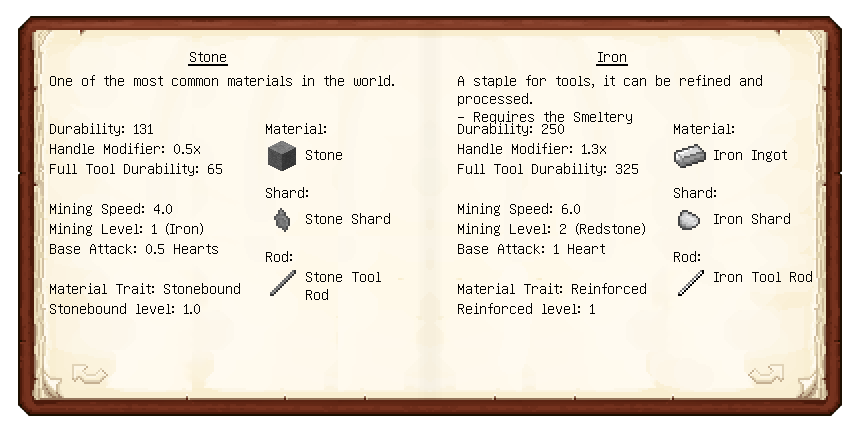 Stone
One of the most common materials in the world.
Durability: 131
Handle Modifier: 0.5x
Full Tool Durability: 65
Mining Speed: 4.0
Mining Level: 1 (Iron)
Base Attack: 0.5 Hearts
Material Trait: Stonebound
Stonebound level: 1.0
Material:
Stone
Shard:
Stone Shard
Rod:
Stone Tool
Rod
Iron
A staple for tools, it can be refined and
processed.
- Requires the Smeltery
Durability: 250
Handle Modifier: 1.3x
Full Tool Durability: 325
Mining Speed: 6.0
Mining Level: 2 (Redstone)
Base Attack: 1 Heart
Material Trait: Reinforced
Reinforced level: 1
Material:
Iron Ingot
Shard:
Iron Shard
Rod:
Iron Tool Rod